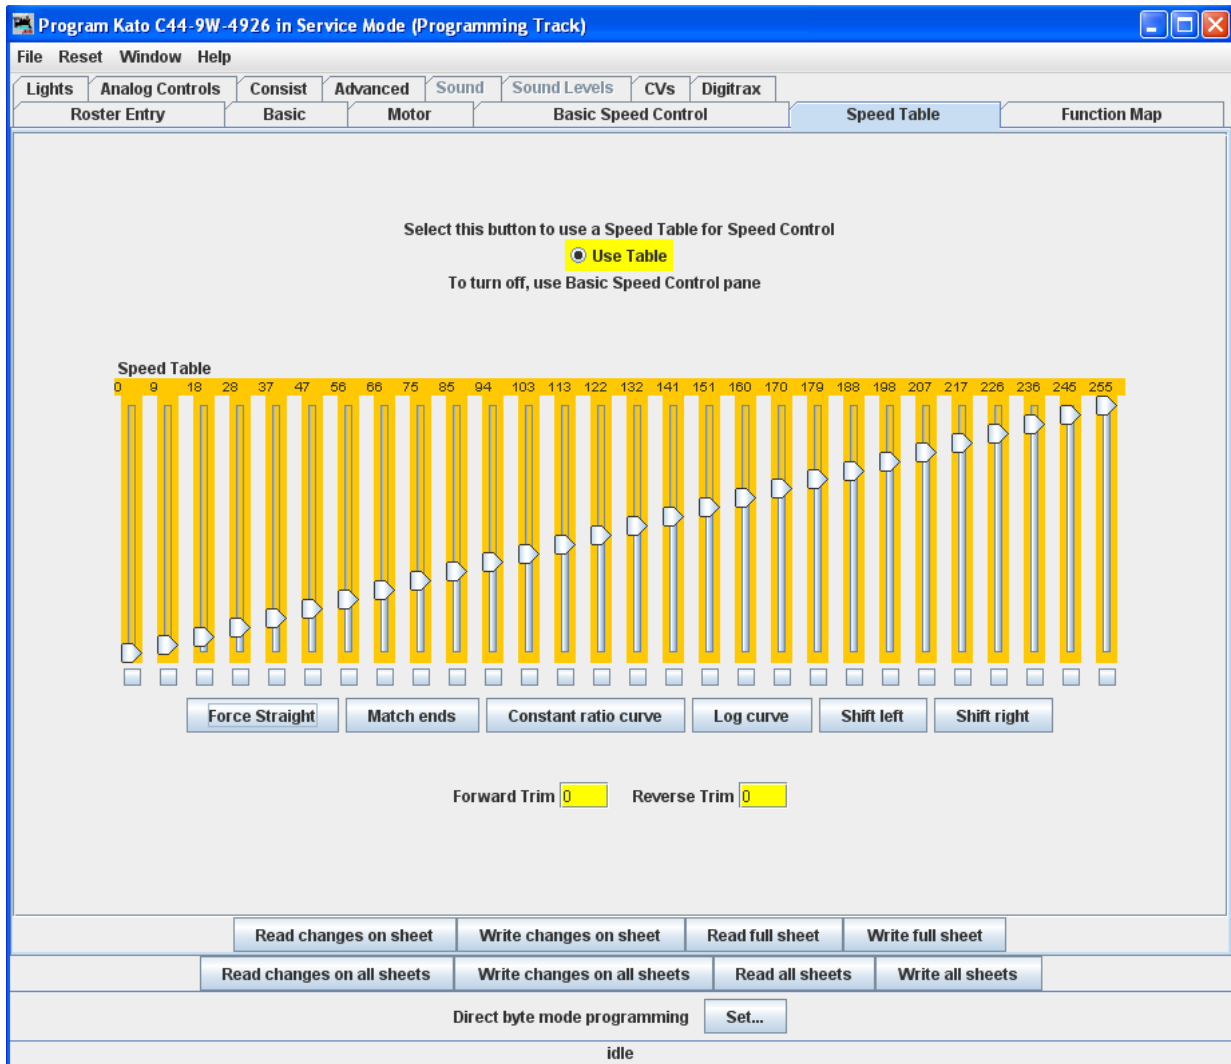 Program Kato C44-9W-4926 in Service Mode (Programming Track)
File Reset Window Help
Lights Analog Controls Consist Advanced Sound Sound Levels CVs Digitrax
Roster Entry Basic Motor Basic Speed Control Speed Table Function Map
Select this button to use a Speed Table for Speed Control
Use Table
To turn off, use Basic Speed Control pane
Speed Table
0 9 18 28 37 47 56 66 75 85 94 103 113 122 132 141 151 160 170 179 188 198 207 217 226 236 245 255
Force Straight Match ends Constant ratio curve Log curve Shift left Shift right
Forward Trim 0 Reverse Trim 0
Read changes on sheet Write changes on sheet Read full sheet Write full sheet
Read changes on all sheets Write changes on all sheets Read all sheets Write all sheets
Direct byte mode programming Set...
idle